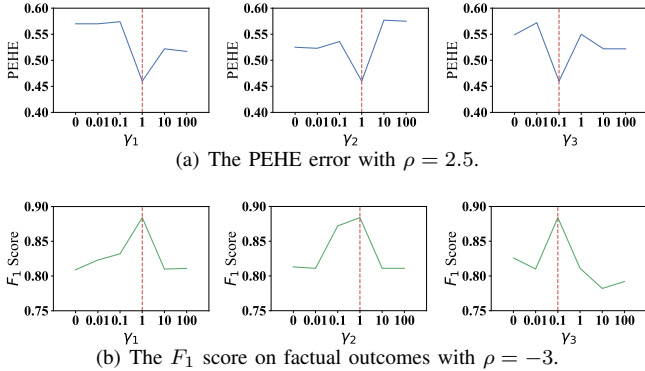 0.60 0.60 0.60
0.55 0.55 0.55
PEHE PEHE PEHE
0.50 0.50 0.50
0.45 0.45 0.45
0.40 0.40 0.40
0 0.01 0.1 1 10 100 0 0.01 0.1 1 10 100 0 0.01 0.1 1 10 100
γ1 γ2 γ3
(a) The PEHE error with ρ = 2.5.
0.90 0.90 0.90
0.85 0.85 0.85
F1 Score F1 Score F1 Score
0.80 0.80 0.80
0.75 0.75 0.75
0 0.01 0.1 1 10 100 0 0.01 0.1 1 10 100 0 0.01 0.1 1 10 100
γ1 γ2 γ3
(b) The F1 score on factual outcomes with ρ = −3.